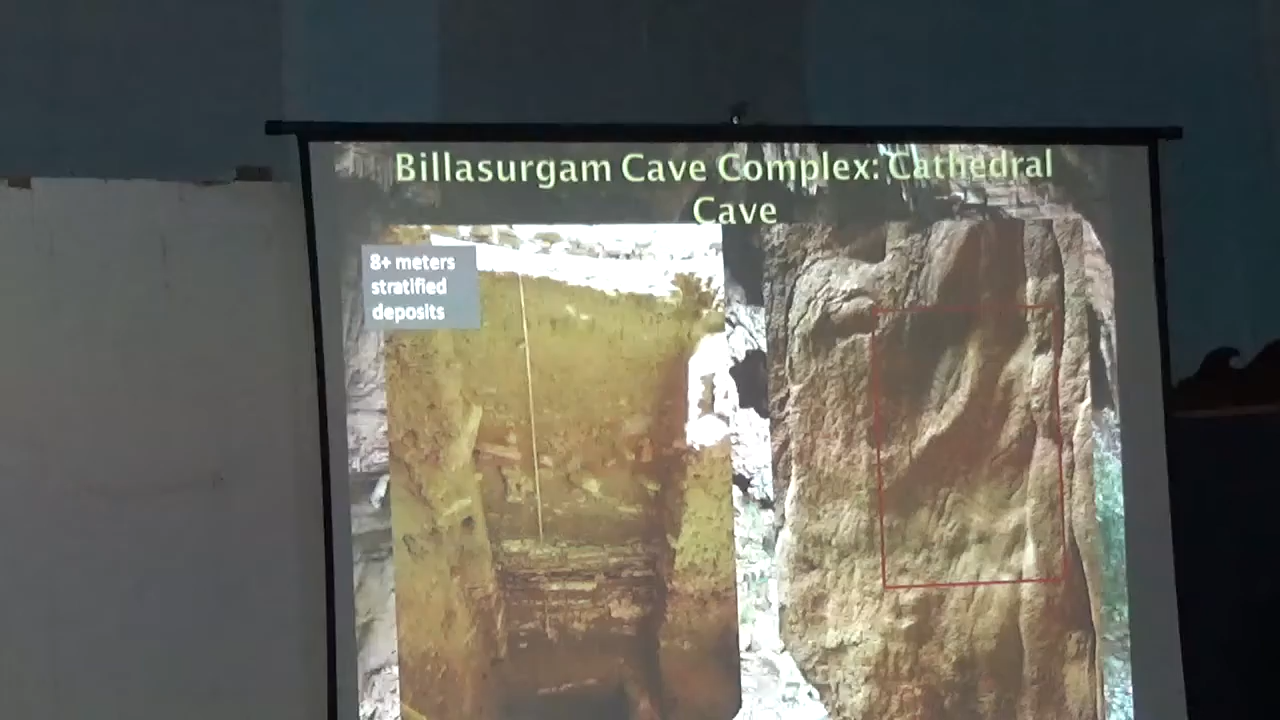 Billasurgam Cave Complex: Cathedral
Cave
8+ meters
stratified
deposits